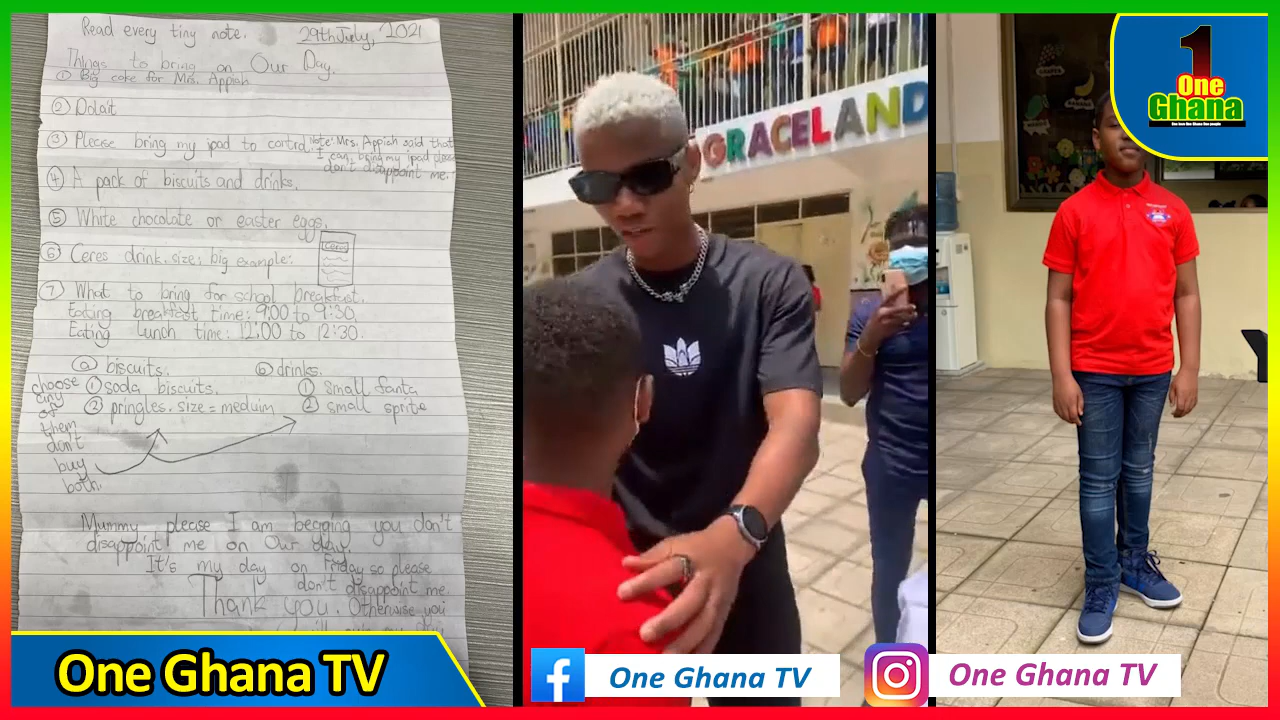 Read every tiny note. 29th July, 2021
Things to bring on Our Day.
① Big cake for Mrs. Appiah
②
③ Please bring my ipad to Note: Mrs. Appiah said that
I can bring my ipad please
don't disappoint me.
④ A pack of biscuits and drinks.
⑤ White chocolate or easter eggs.
⑥ Ceres drink. size: big example: Ceres
⑦ What to bring for school breakfast.
Eating breakfast time: 9:00 to 9:30.
Eating lunch time: 12:00 to 12:30.
ⓐ biscuits. ⓑ drinks.
choose any of them don't buy both.
① soda biscuits. ① small fanta
② pringles. size = meduim ② small sprite
Mummy please I am begging you don't
disappoint me on Our day.
It's my day on Friday so please
don't disappoint me.
Thank you. Otherwise you
GRACELAND
1
One
Ghana
One Ghana TV
One Ghana TV
One Ghana TV